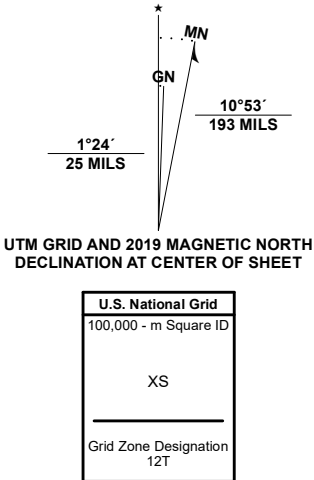 MN
GN
10°53´
193 MILS
1°24´
25 MILS
UTM GRID AND 2019 MAGNETIC NORTH
DECLINATION AT CENTER OF SHEET
U.S. National Grid
100,000 - m Square ID
XS
Grid Zone Designation
12T